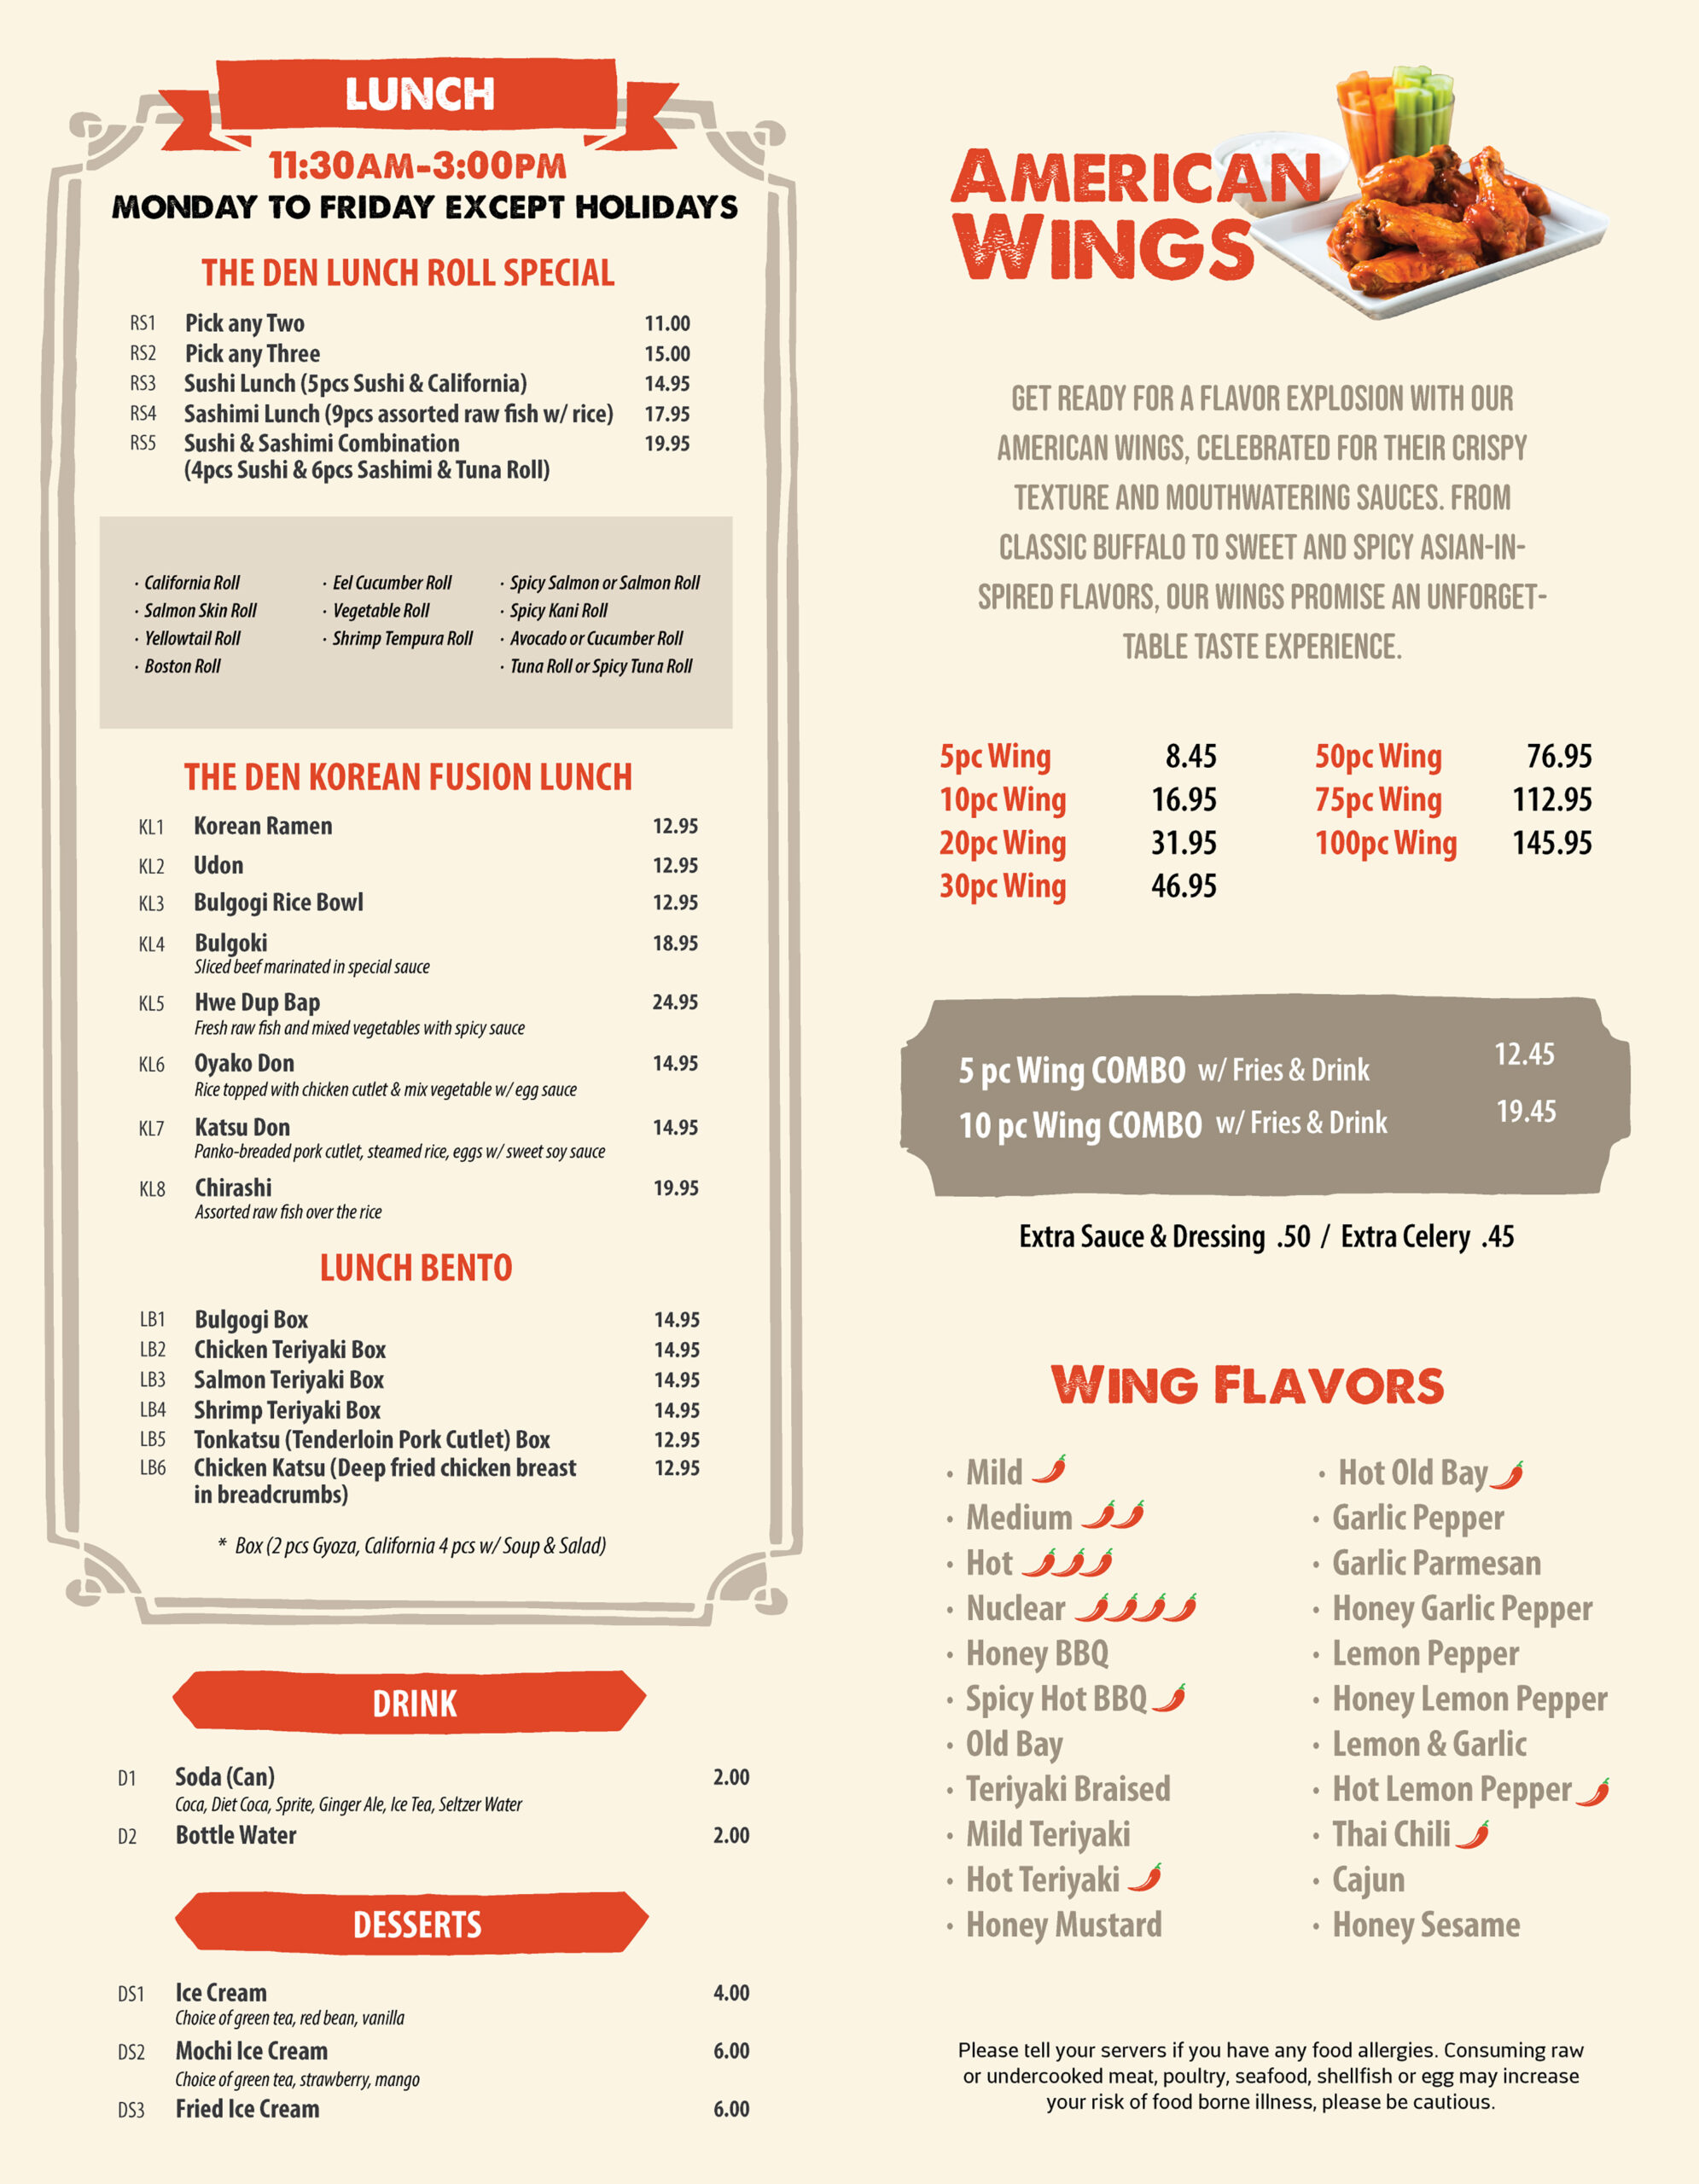 LUNCH
11:30AM-3:00PM
MONDAY TO FRIDAY EXCEPT HOLIDAYS
THE DEN LUNCH ROLL SPECIAL
RS1 Pick any Two 11.00
RS2 Pick any Three 15.00
RS3 Sushi Lunch (5pcs Sushi & California) 14.95
RS4 Sashimi Lunch (9pcs assorted raw fish w/ rice) 17.95
RS5 Sushi & Sashimi Combination 19.95
(4pcs Sushi & 6pcs Sashimi & Tuna Roll)
· California Roll · Eel Cucumber Roll · Spicy Salmon or Salmon Roll
· Salmon Skin Roll · Vegetable Roll · Spicy Kani Roll
· Yellowtail Roll · Shrimp Tempura Roll · Avocado or Cucumber Roll
· Boston Roll · Tuna Roll or Spicy Tuna Roll
THE DEN KOREAN FUSION LUNCH
KL1 Korean Ramen 12.95
KL2 Udon 12.95
KL3 Bulgogi Rice Bowl 12.95
KL4 Bulgoki 18.95
Sliced beef marinated in special sauce
KL5 Hwe Dup Bap 24.95
Fresh raw fish and mixed vegetables with spicy sauce
KL6 Oyako Don 14.95
Rice topped with chicken cutlet & mix vegetable w/ egg sauce
KL7 Katsu Don 14.95
Panko-breaded pork cutlet, steamed rice, eggs w/ sweet soy sauce
KL8 Chirashi 19.95
Assorted raw fish over the rice
LUNCH BENTO
LB1 Bulgogi Box 14.95
LB2 Chicken Teriyaki Box 14.95
LB3 Salmon Teriyaki Box 14.95
LB4 Shrimp Teriyaki Box 14.95
LB5 Tonkatsu (Tenderloin Pork Cutlet) Box 12.95
LB6 Chicken Katsu (Deep fried chicken breast 12.95
in breadcrumbs)
* Box (2 pcs Gyoza, California 4 pcs w/ Soup & Salad)
DRINK
D1 Soda (Can) 2.00
Coca, Diet Coca, Sprite, Ginger Ale, Ice Tea, Seltzer Water
D2 Bottle Water 2.00
DESSERTS
DS1 Ice Cream 4.00
Choice of green tea, red bean, vanilla
DS2 Mochi Ice Cream 6.00
Choice of green tea, strawberry, mango
DS3 Fried Ice Cream 6.00
AMERICAN
WINGS
GET READY FOR A FLAVOR EXPLOSION WITH OUR
AMERICAN WINGS, CELEBRATED FOR THEIR CRISPY
TEXTURE AND MOUTHWATERING SAUCES. FROM
CLASSIC BUFFALO TO SWEET AND SPICY ASIAN-IN-
SPIRED FLAVORS, OUR WINGS PROMISE AN UNFORGET-
TABLE TASTE EXPERIENCE.
5pc Wing 8.45 50pc Wing 76.95
10pc Wing 16.95 75pc Wing 112.95
20pc Wing 31.95 100pc Wing 145.95
30pc Wing 46.95
5 pc Wing COMBO w/ Fries & Drink 12.45
10 pc Wing COMBO w/ Fries & Drink 19.45
Extra Sauce & Dressing .50 / Extra Celery .45
WING FLAVORS
· Mild · Hot Old Bay
· Medium · Garlic Pepper
· Hot · Garlic Parmesan
· Nuclear · Honey Garlic Pepper
· Honey BBQ · Lemon Pepper
· Spicy Hot BBQ · Honey Lemon Pepper
· Old Bay · Lemon & Garlic
· Teriyaki Braised · Hot Lemon Pepper
· Mild Teriyaki · Thai Chili
· Hot Teriyaki · Cajun
· Honey Mustard · Honey Sesame
Please tell your servers if you have any food allergies. Consuming raw
or undercooked meat, poultry, seafood, shellfish or egg may increase
your risk of food borne illness, please be cautious.